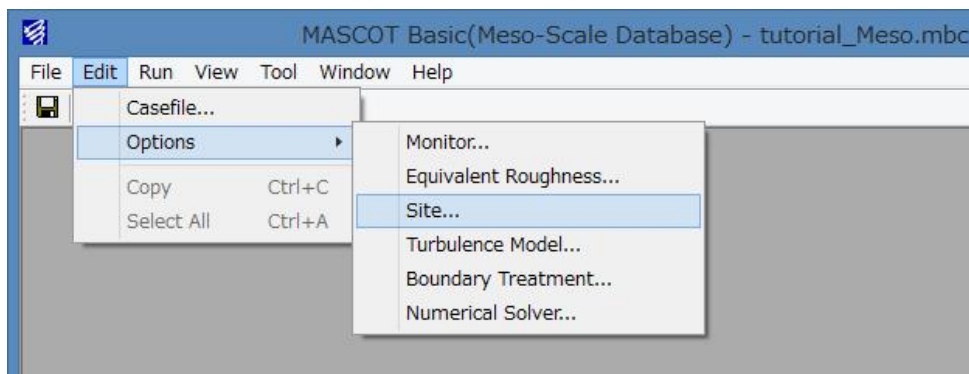 MASCOT Basic(Meso-Scale Database) - tutorial_Meso.mbc
File Edit Run View Tool Window Help
Casefile...
Options
Copy Ctrl+C
Select All Ctrl+A
Monitor...
Equivalent Roughness...
Site...
Turbulence Model...
Boundary Treatment...
Numerical Solver...